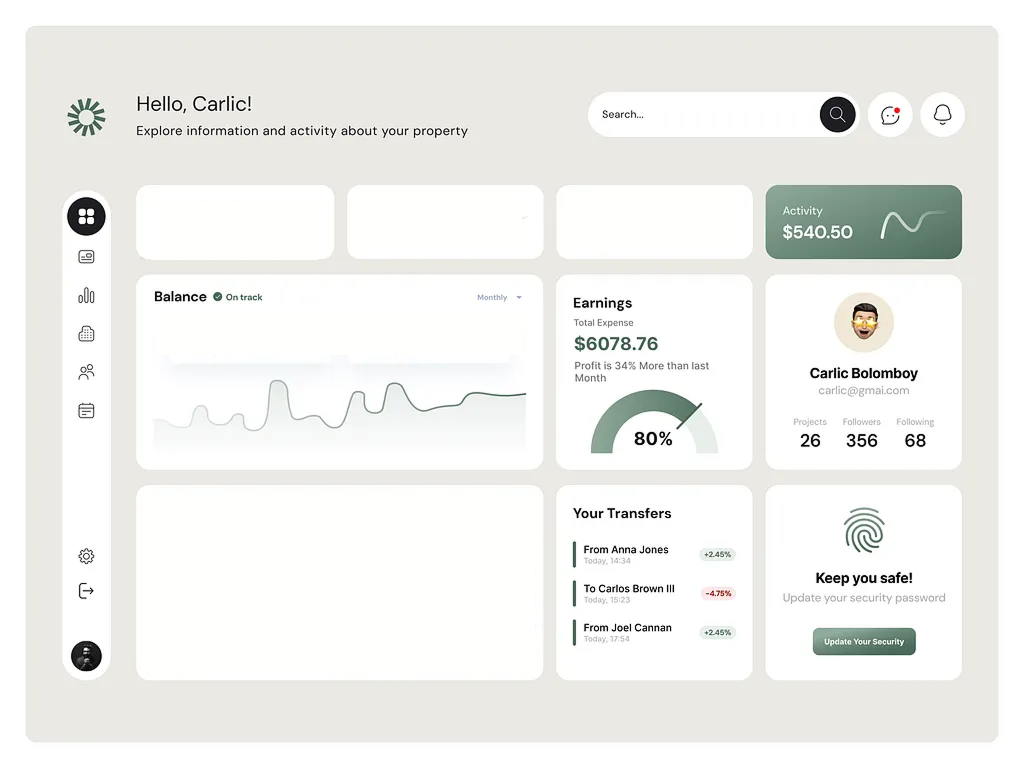 Hello, Carlic!
Explore information and activity about your property
Search...
Activity
$540.50
Balance
On track
Monthly
Earnings
Total Expense
$6078.76
Profit is 34% More than last
Month
80%
Carlic Bolomboy
carlic@gmai.com
Projects Followers Following
26 356 68
Your Transfers
From Anna Jones
Today, 14:34
+2.45%
To Carlos Brown III
Today, 15:23
-4.75%
From Joel Cannan
Today, 17:54
+2.45%
Keep you safe!
Update your security password
Update Your Security